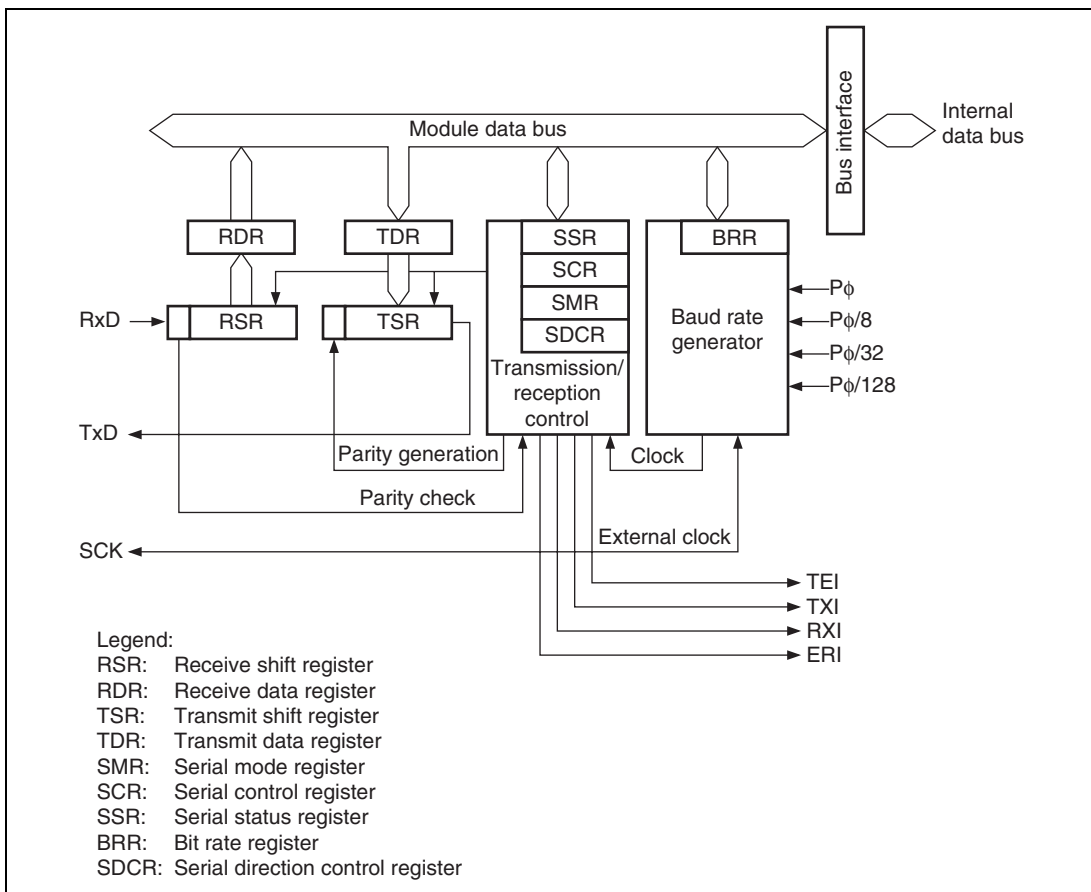 Module data bus
Bus interface
Internal
data bus
RDR
TDR
SSR
BRR
SCR
SMR
SDCR
RxD
RSR
TSR
Transmission/
reception
control
Baud rate
generator
Pϕ
Pϕ/8
Pϕ/32
Pϕ/128
TxD
Parity generation
Clock
Parity check
SCK
External clock
TEI
TXI
RXI
ERI
Legend:
RSR: Receive shift register
RDR: Receive data register
TSR: Transmit shift register
TDR: Transmit data register
SMR: Serial mode register
SCR: Serial control register
SSR: Serial status register
BRR: Bit rate register
SDCR: Serial direction control register